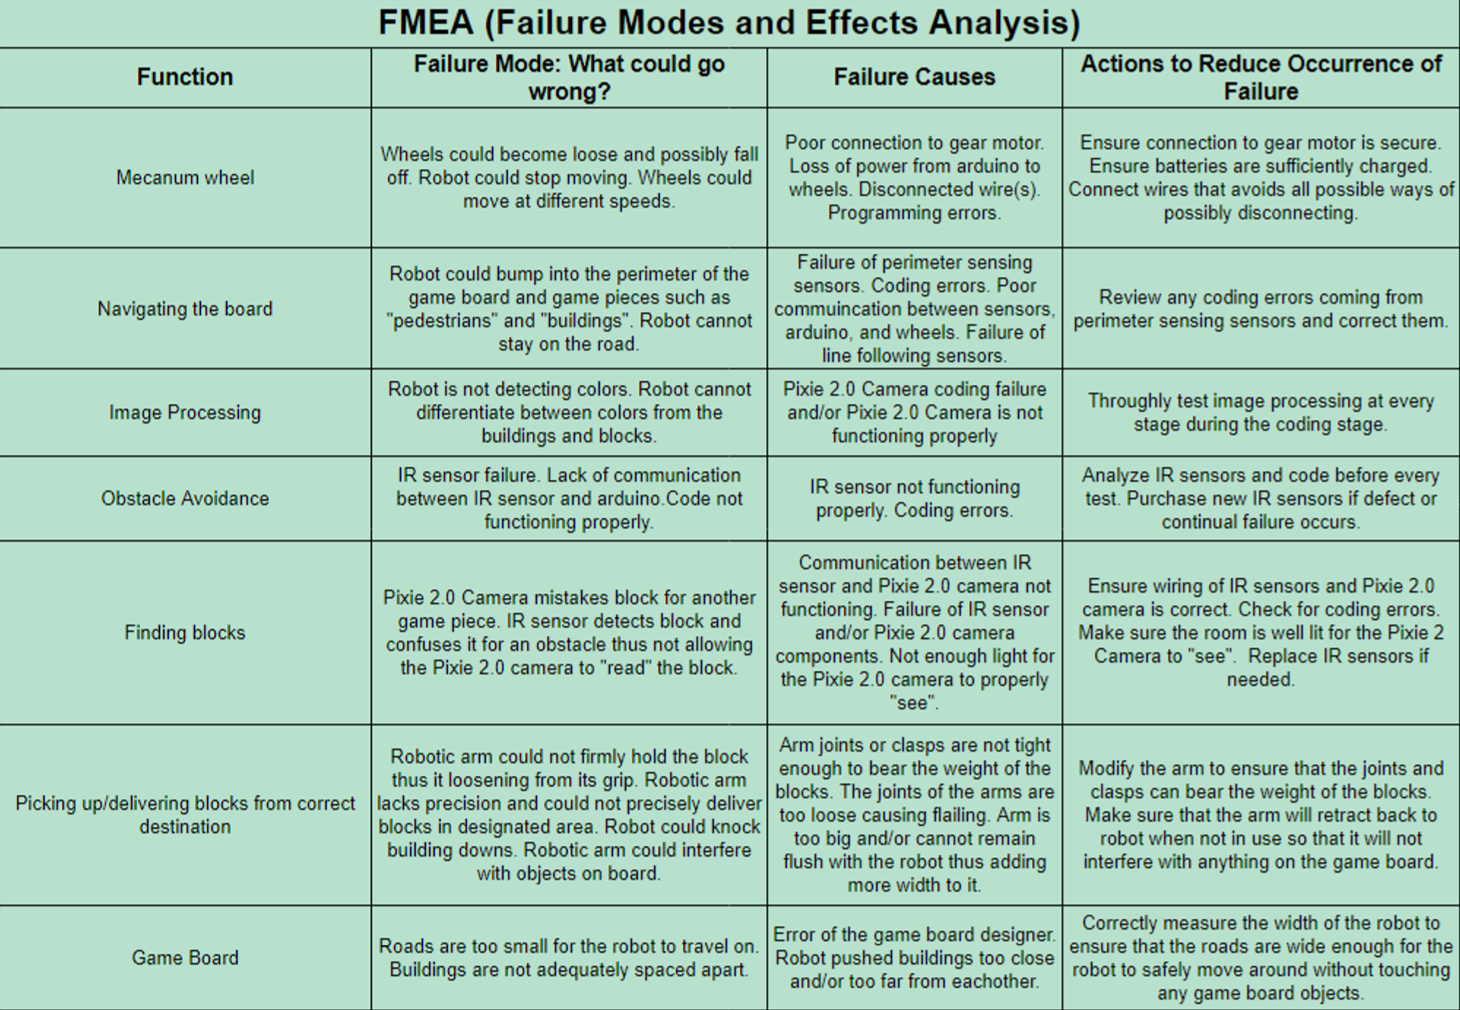 FMEA (Failure Modes and Effects Analysis)
Function
Failure Mode: What could go
wrong?
Failure Causes
Actions to Reduce Occurrence of
Failure
Mecanum wheel
Wheels could become loose and possibly fall
off. Robot could stop moving. Wheels could
move at different speeds.
Poor connection to gear motor.
Loss of power from arduino to
wheels. Disconnected wire(s).
Programming errors.
Ensure connection to gear motor is secure.
Ensure batteries are sufficiently charged.
Connect wires that avoids all possible ways of
possibly disconnecting.
Navigating the board
Robot could bump into the perimeter of the
game board and game pieces such as
"pedestrians" and "buildings". Robot cannot
stay on the road.
Failure of perimeter sensing
sensors. Coding errors. Poor
commuincation between sensors,
arduino, and wheels. Failure of
line following sensors.
Review any coding errors coming from
perimeter sensing sensors and correct them.
Image Processing
Robot is not detecting colors. Robot cannot
differentiate between colors from the
buildings and blocks.
Pixie 2.0 Camera coding failure
and/or Pixie 2.0 Camera is not
functioning properly
Throughly test image processing at every
stage during the coding stage.
Obstacle Avoidance
IR sensor failure. Lack of communication
between IR sensor and arduino.Code not
functioning properly.
IR sensor not functioning
properly. Coding errors.
Analyze IR sensors and code before every
test. Purchase new IR sensors if defect or
continual failure occurs.
Finding blocks
Pixie 2.0 Camera mistakes block for another
game piece. IR sensor detects block and
confuses it for an obstacle thus not allowing
the Pixie 2.0 camera to "read" the block.
Communication between IR
sensor and Pixie 2.0 camera not
functioning. Failure of IR sensor
and/or Pixie 2.0 camera
components. Not enough light for
the Pixie 2.0 camera to properly
"see".
Ensure wiring of IR sensors and Pixie 2.0
camera is correct. Check for coding errors.
Make sure the room is well lit for the Pixie 2
Camera to "see".  Replace IR sensors if
needed.
Picking up/delivering blocks from correct
destination
Robotic arm could not firmly hold the block
thus it loosening from its grip. Robotic arm
lacks precision and could not precisely deliver
blocks in designated area. Robot could knock
building downs. Robotic arm could interfere
with objects on board.
Arm joints or clasps are not tight
enough to bear the weight of the
blocks. The joints of the arms are
too loose causing flailing. Arm is
too big and/or cannot remain
flush with the robot thus adding
more width to it.
Modify the arm to ensure that the joints and
clasps can bear the weight of the blocks.
Make sure that the arm will retract back to
robot when not in use so that it will not
interfere with anything on the game board.
Game Board
Roads are too small for the robot to travel on.
Buildings are not adequately spaced apart.
Error of the game board designer.
Robot pushed buildings too close
and/or too far from eachother.
Correctly measure the width of the robot to
ensure that the roads are wide enough for the
robot to safely move around without touching
any game board objects.